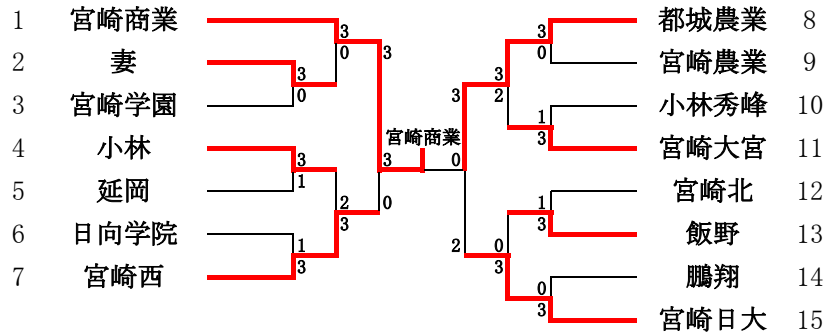 1 宮崎商業
2 妻
3 宮崎学園
4 小林
5 延岡
6 日向学院
7 宮崎西
3
0
3
3
0
3
1
2
3
1
3
3
0
宮崎商業
0
3
2
3
2
3
0
1
3
0
3
1
3
0
3
都城農業 8
宮崎農業 9
小林秀峰 10
宮崎大宮 11
宮崎北 12
飯野 13
鵬翔 14
宮崎日大 15